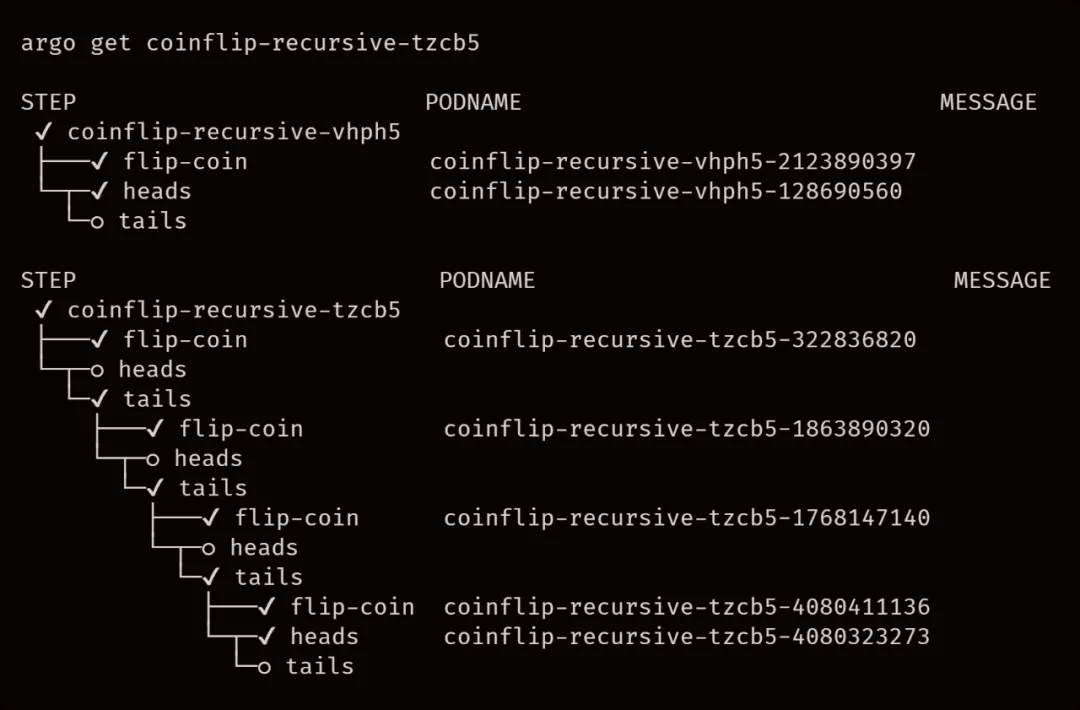 argo get coinflip-recursive-tzcb5
STEP PODNAME MESSAGE
✔ coinflip-recursive-vhph5
├───✔ flip-coin coinflip-recursive-vhph5-2123890397
└─┬─✔ heads coinflip-recursive-vhph5-128690560
  └─○ tails
STEP PODNAME MESSAGE
✔ coinflip-recursive-tzcb5
├───✔ flip-coin coinflip-recursive-tzcb5-322836820
└─┬─○ heads
  └─✔ tails
    ├───✔ flip-coin coinflip-recursive-tzcb5-1863890320
    └─┬─○ heads
      └─✔ tails
        ├───✔ flip-coin coinflip-recursive-tzcb5-1768147140
        └─┬─○ heads
          └─✔ tails
            ├───✔ flip-coin coinflip-recursive-tzcb5-4080411136
            └─┬─✔ heads coinflip-recursive-tzcb5-4080323273
              └─○ tails